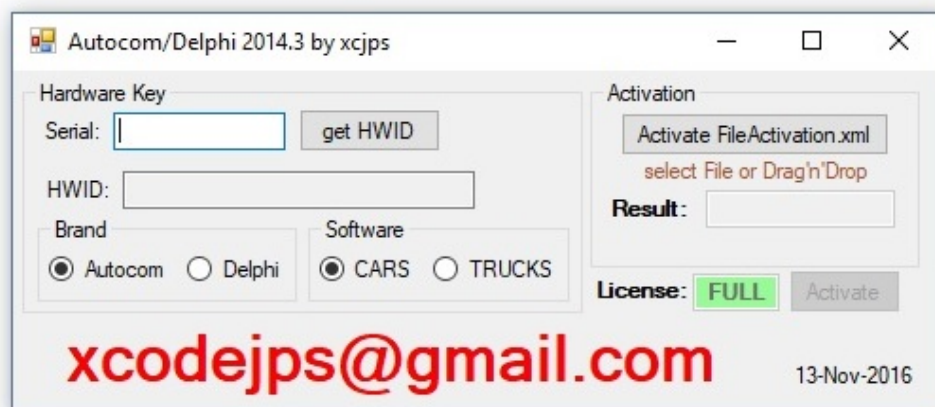 Autocom/Delphi 2014.3 by xcjps
Hardware Key
Serial:
get HWID
HWID:
Brand
Autocom
Delphi
Software
CARS
TRUCKS
Activation
Activate FileActivation.xml
select File or Drag'n'Drop
Result:
License: FULL
Activate
xcodejps@gmail.com
13-Nov-2016